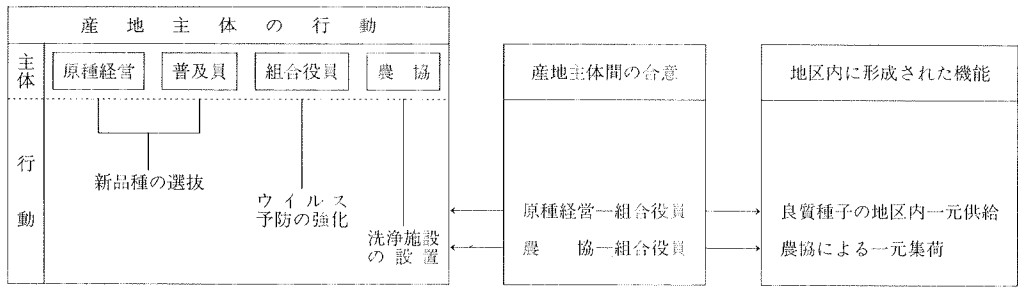 産地主体の行動
主体
原種経営
普及員
組合役員
農協
行動
新品種の選抜
ウイルス
予防の強化
洗浄施設
の設置
産地主体間の合意
原種経営―組合役員
農協―組合役員
地区内に形成された機能
良質種子の地区内一元供給
農協による一元集荷